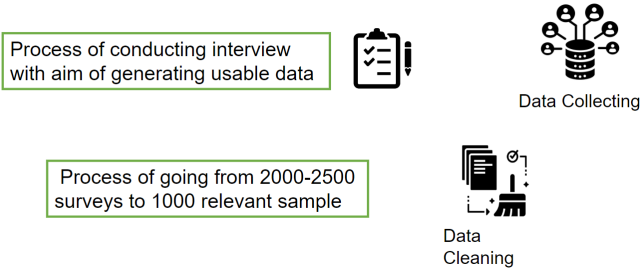 Process of conducting interview
with aim of generating usable data
Data Collecting
Process of going from 2000-2500
surveys to 1000 relevant sample
Data
Cleaning